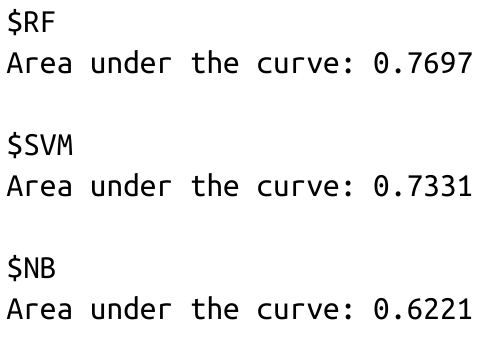 $RF
Area under the curve: 0.7697
$SVM
Area under the curve: 0.7331
$NB
Area under the curve: 0.6221